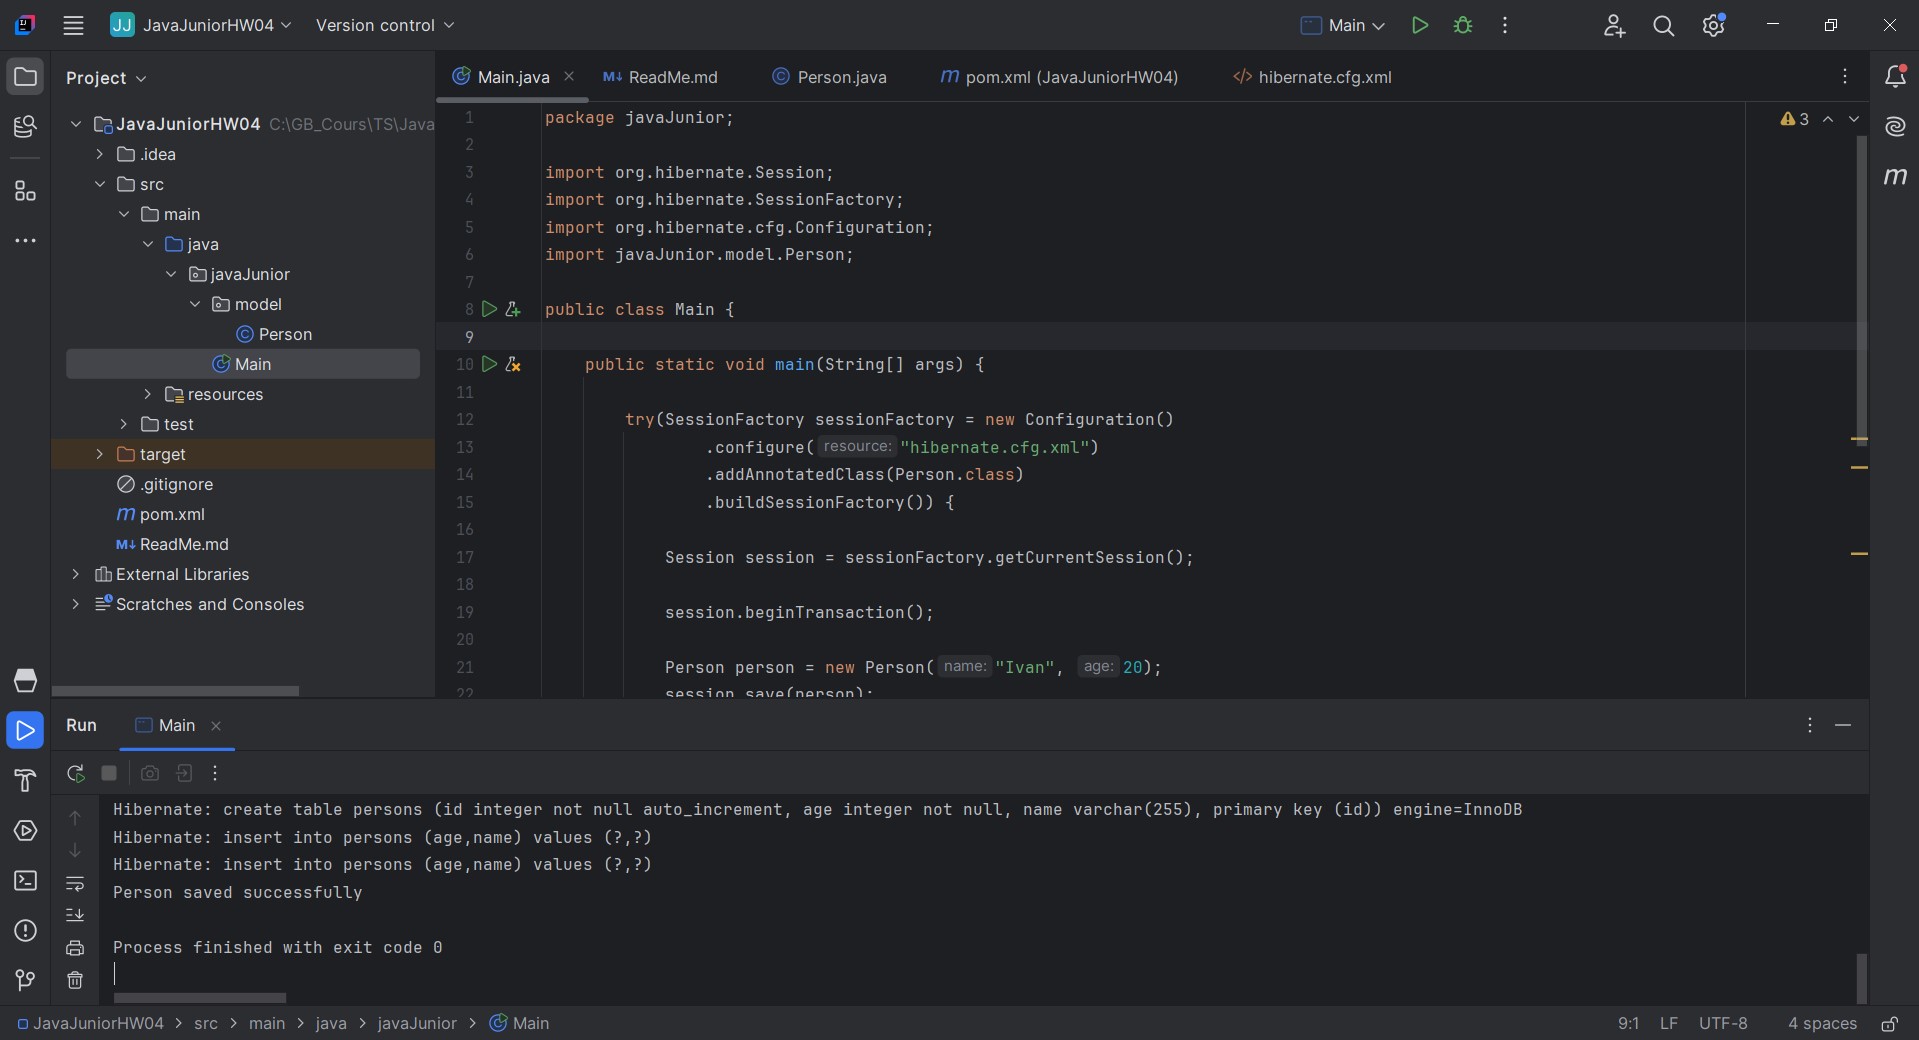 JJ JavaJuniorHW04 Version control Main
Project
Main.java ReadMe.md Person.java pom.xml (JavaJuniorHW04) hibernate.cfg.xml
JavaJuniorHW04 C:\GB_Cours\TS\Java
.idea
src
main
java
javaJunior
model
Person
Main
resources
test
target
.gitignore
pom.xml
ReadMe.md
External Libraries
Scratches and Consoles
3
1 package javaJunior;
2
3 import org.hibernate.Session;
4 import org.hibernate.SessionFactory;
5 import org.hibernate.cfg.Configuration;
6 import javaJunior.model.Person;
7
8 public class Main {
9
10 public static void main(String[] args) {
11
12 try(SessionFactory sessionFactory = new Configuration()
13 .configure( resource: "hibernate.cfg.xml")
14 .addAnnotatedClass(Person.class)
15 .buildSessionFactory()) {
16
17 Session session = sessionFactory.getCurrentSession();
18
19 session.beginTransaction();
20
21 Person person = new Person( name: "Ivan", age: 20);
22 session.save(person);
Run Main
Hibernate: create table persons (id integer not null auto_increment, age integer not null, name varchar(255), primary key (id)) engine=InnoDB
Hibernate: insert into persons (age,name) values (?,?)
Hibernate: insert into persons (age,name) values (?,?)
Person saved successfully
Process finished with exit code 0
JavaJuniorHW04 > src > main > java > javaJunior > Main 9:1 LF UTF-8 4 spaces